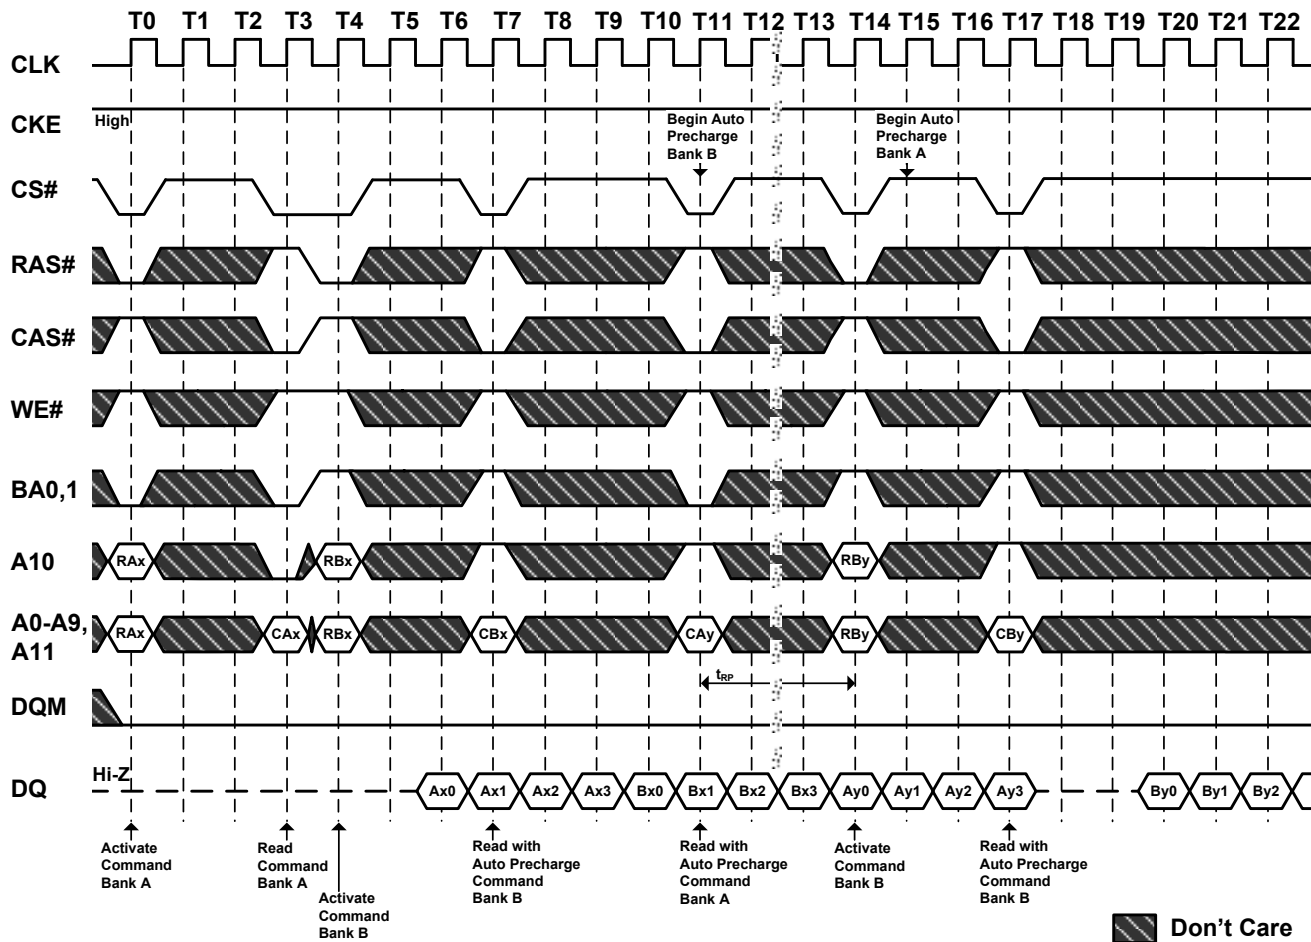 T0 T1 T2 T3 T4 T5 T6 T7 T8 T9 T10 T11 T12 T13 T14 T15 T16 T17 T18 T19 T20 T21 T22
CLK
CKE
High
Begin Auto
Precharge
Bank B
Begin Auto
Precharge
Bank A
CS#
RAS#
CAS#
WE#
BA0,1
A10
RAx RBx RBy
A0-A9,
A11
RAx CAx RBx CBx CAy RBy CBy
tRP
DQM
DQ
Hi-Z
Ax0 Ax1 Ax2 Ax3 Bx0 Bx1 Bx2 Bx3 Ay0 Ay1 Ay2 Ay3 By0 By1 By2
Activate
Command
Bank A
Read
Command
Bank A
Activate
Command
Bank B
Read with
Auto Precharge
Command
Bank B
Read with
Auto Precharge
Command
Bank A
Activate
Command
Bank B
Read with
Auto Precharge
Command
Bank B
Don't Care